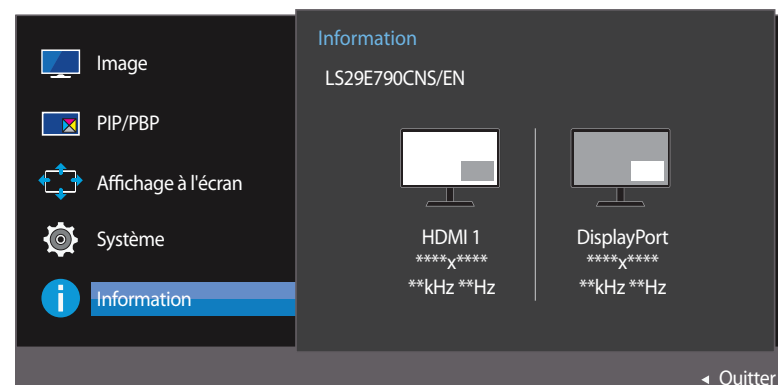 Image
PIP/PBP
Affichage à l'écran
Système
Information
Information
LS29E790CNS/EN
HDMI 1
****x****
**kHz **Hz
DisplayPort
****x****
**kHz **Hz
Quitter